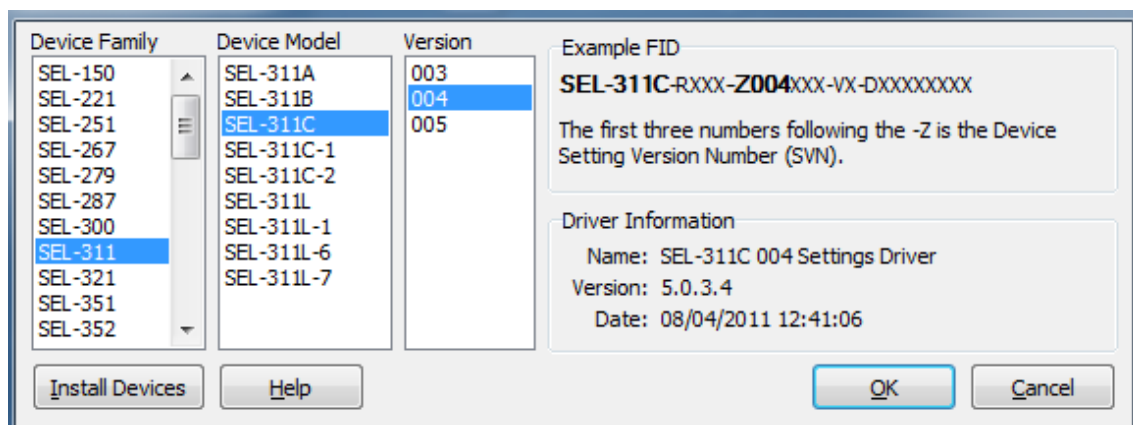 Device Family
SEL-150
SEL-221
SEL-251
SEL-267
SEL-279
SEL-287
SEL-300
SEL-311
SEL-321
SEL-351
SEL-352
Device Model
SEL-311A
SEL-311B
SEL-311C
SEL-311C-1
SEL-311C-2
SEL-311L
SEL-311L-1
SEL-311L-6
SEL-311L-7
Version
003
004
005
Example FID
SEL-311C-RXXX-Z004XXX-VX-DXXXXXXXX
The first three numbers following the -Z is the Device
Setting Version Number (SVN).
Driver Information
Name: SEL-311C 004 Settings Driver
Version: 5.0.3.4
Date: 08/04/2011 12:41:06
Install Devices
Help
OK
Cancel